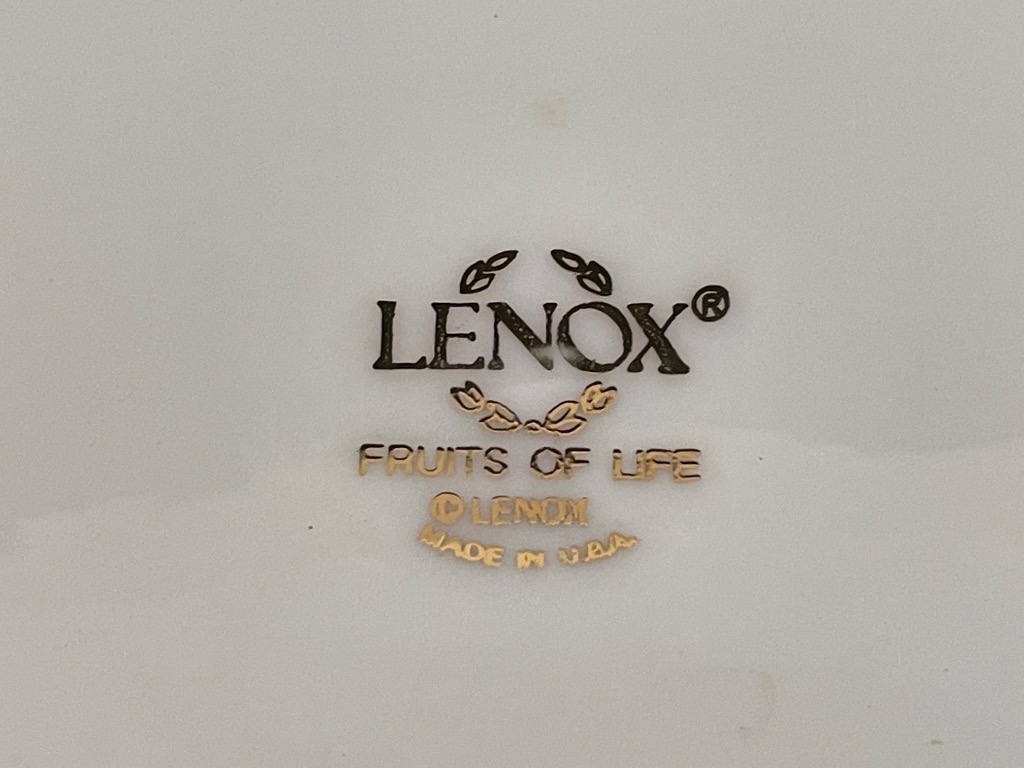 LENOX®
FRUITS OF LIFE
© LENOX
MADE IN U.S.A.